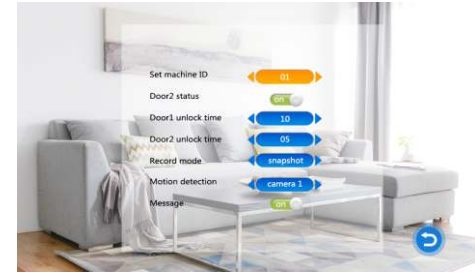 Set machine ID 01
Door2 status on
Door1 unlock time 10
Door2 unlock time 05
Record mode snapshot
Motion detection camera 1
Message on